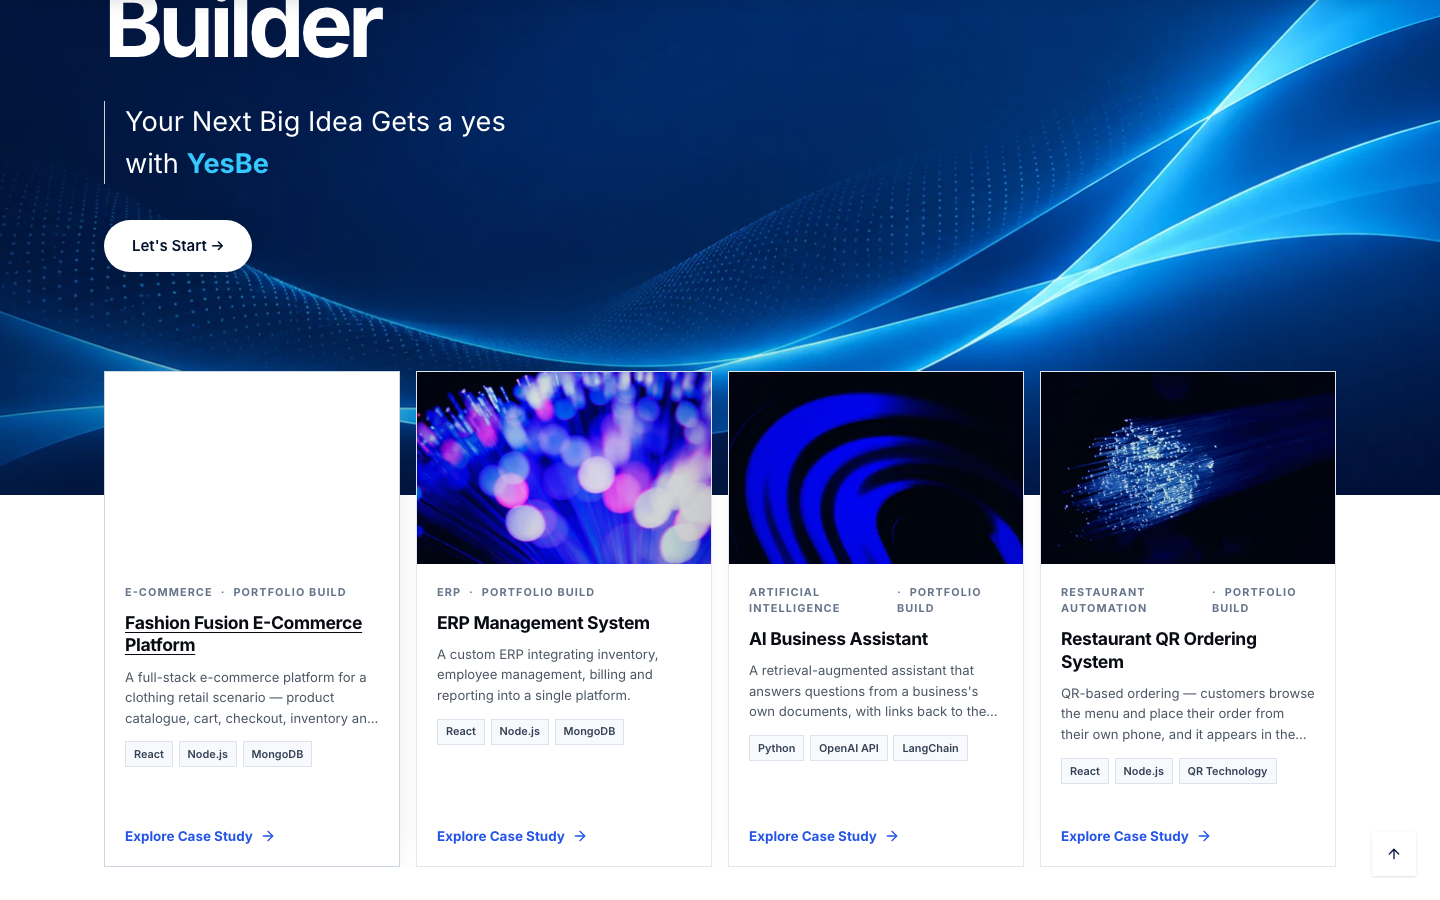 Builder
Your Next Big Idea Gets a yes
with YesBe
Let's Start →
E-COMMERCE · PORTFOLIO BUILD
Fashion Fusion E-Commerce
Platform
A full-stack e-commerce platform for a
clothing retail scenario — product
catalogue, cart, checkout, inventory an...
React Node.js MongoDB
Explore Case Study →
ERP · PORTFOLIO BUILD
ERP Management System
A custom ERP integrating inventory,
employee management, billing and
reporting into a single platform.
React Node.js MongoDB
Explore Case Study →
ARTIFICIAL · PORTFOLIO
INTELLIGENCE BUILD
AI Business Assistant
A retrieval-augmented assistant that
answers questions from a business's
own documents, with links back to the...
Python OpenAI API LangChain
Explore Case Study →
RESTAURANT · PORTFOLIO
AUTOMATION BUILD
Restaurant QR Ordering
System
QR-based ordering — customers browse
the menu and place their order from
their own phone, and it appears in the...
React Node.js QR Technology
Explore Case Study →